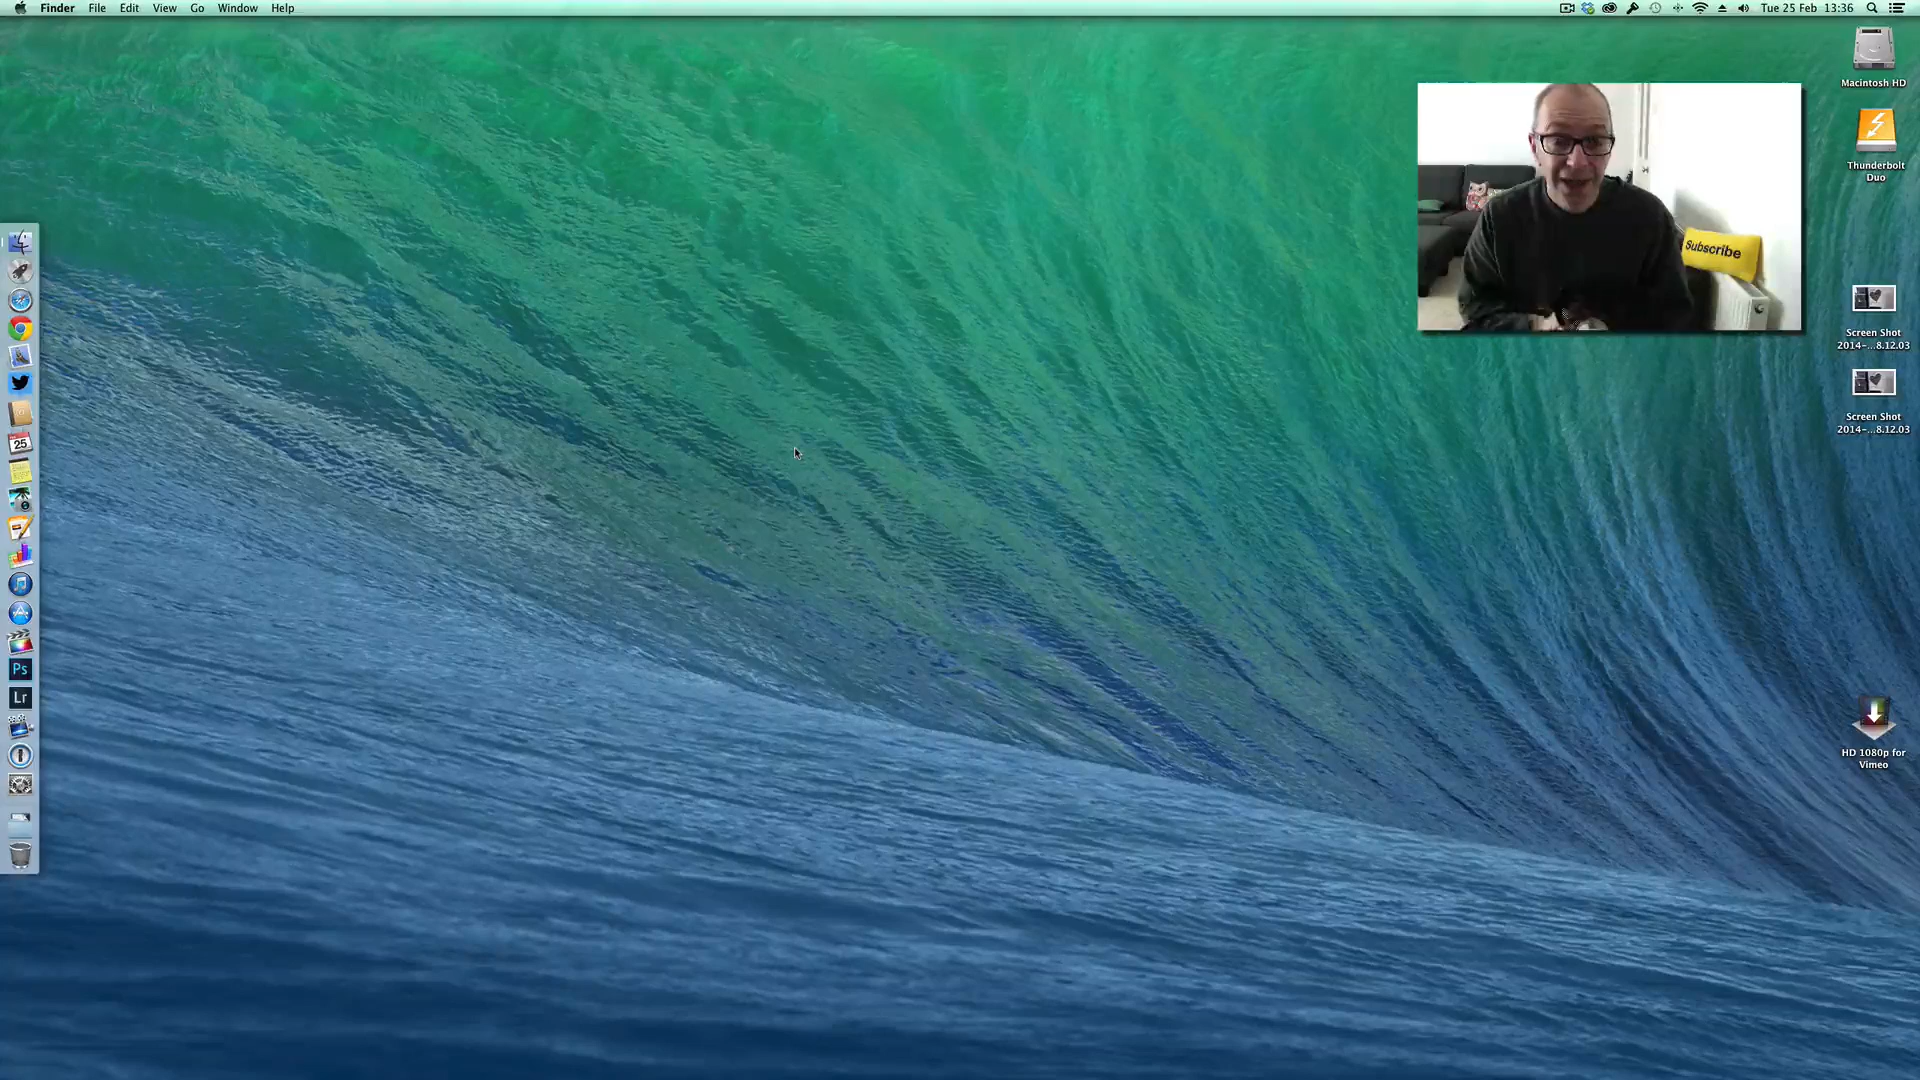 Finder File Edit View Go Window Help
Tue 25 Feb 13:36
Macintosh HD
Thunderbolt
Duo
Subscribe
Screen Shot
2014-...8.12.03
Screen Shot
2014-...8.12.03
25
Ps
Lr
HD 1080p for
Vimeo